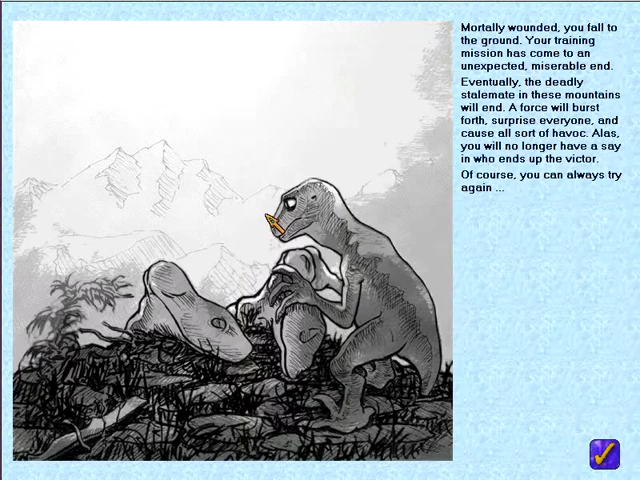 Mortally wounded, you fall to
the ground. Your training
mission has come to an
unexpected, miserable end.
Eventually, the deadly
stalemate in these mountains
will end. A force will burst
forth, surprise everyone, and
cause all sort of havoc. Alas,
you will no longer have a say
in who ends up the victor.
Of course, you can always try
again ...